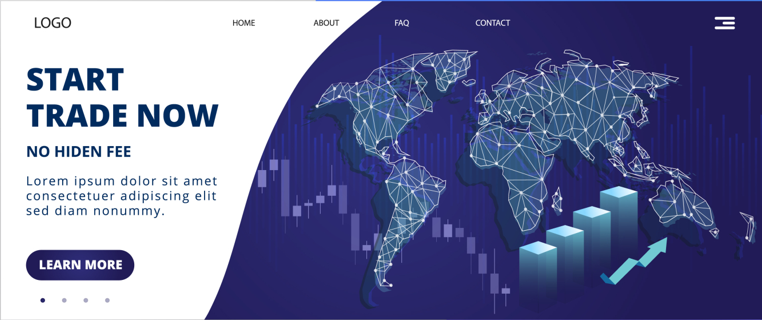 LOGO
HOME
ABOUT
FAQ
CONTACT
START
TRADE NOW
NO HIDEN FEE
Lorem ipsum dolor sit amet
consectetuer adipiscing elit
sed diam nonummy.
LEARN MORE